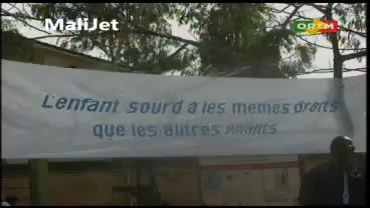 MaliJet
ORTM
L'enfant sourd a les memes droits
que les autres enfants